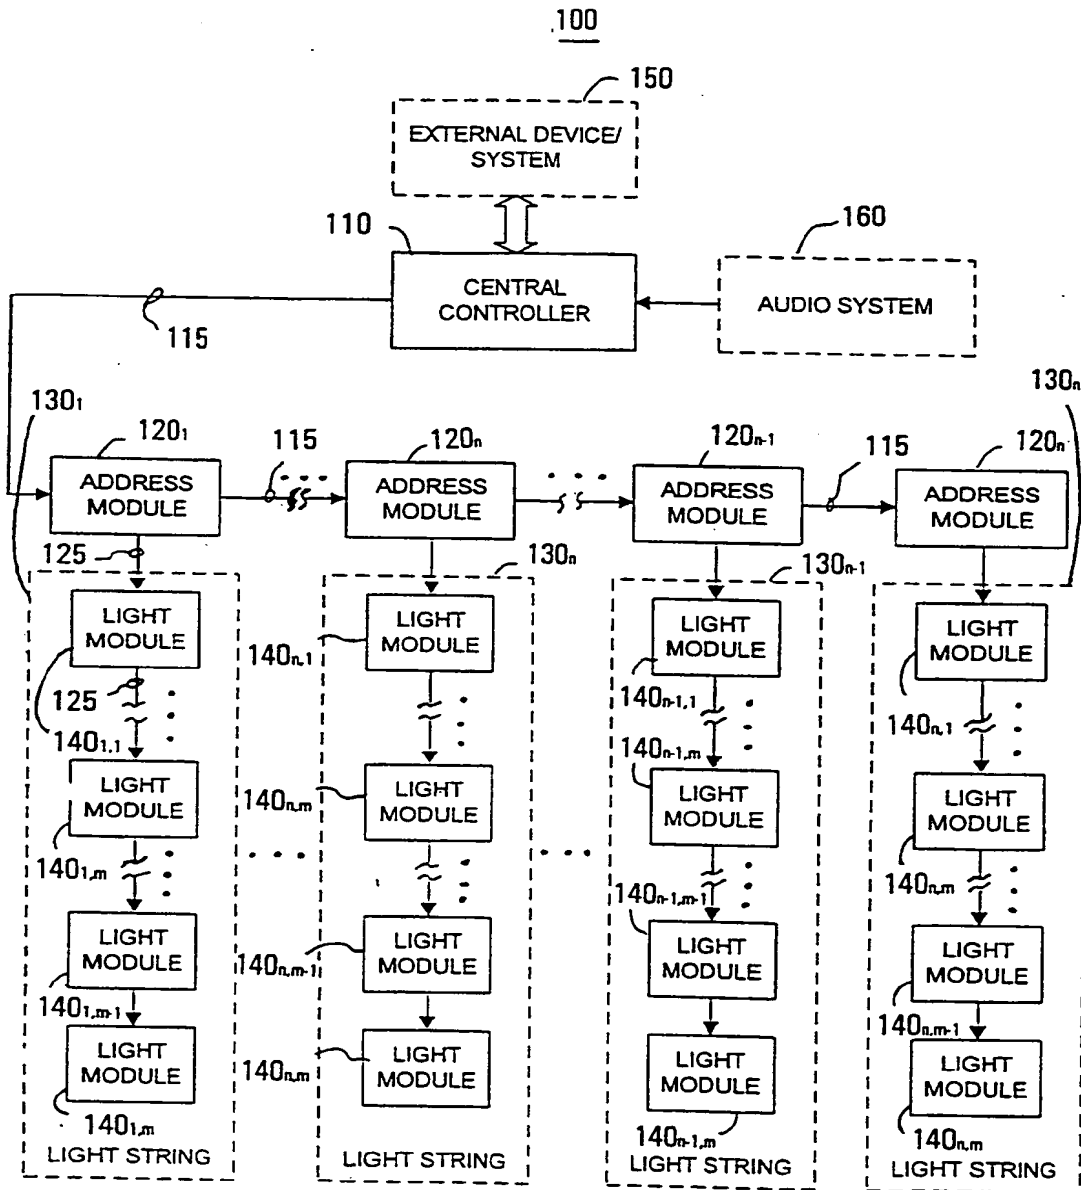 100
150
EXTERNAL DEVICE/
SYSTEM
110
160
CENTRAL
CONTROLLER
AUDIO SYSTEM
115
130₁
130ₙ
120₁
115
120ₙ
120ₙ₋₁
115
120ₙ
ADDRESS
MODULE
ADDRESS
MODULE
ADDRESS
MODULE
ADDRESS
MODULE
125
130ₙ
130ₙ₋₁
LIGHT
MODULE
LIGHT
MODULE
LIGHT
MODULE
LIGHT
MODULE
140ₙ,₁
125
140₁,₁
140ₙ₋₁,₁
140ₙ,₁
140ₙ₋₁,ₘ
LIGHT
MODULE
LIGHT
MODULE
LIGHT
MODULE
LIGHT
MODULE
140ₙ,ₘ
140₁,ₘ
140ₙ,ₘ
140ₙ₋₁,ₘ₋₁
LIGHT
MODULE
LIGHT
MODULE
LIGHT
MODULE
LIGHT
MODULE
140ₙ,ₘ₋₁
140₁,ₘ₋₁
140ₙ,ₘ₋₁
LIGHT
MODULE
LIGHT
MODULE
LIGHT
MODULE
LIGHT
MODULE
140ₙ,ₘ
140₁,ₘ
140ₙ₋₁,ₘ
140ₙ,ₘ
LIGHT STRING
LIGHT STRING
LIGHT STRING
LIGHT STRING